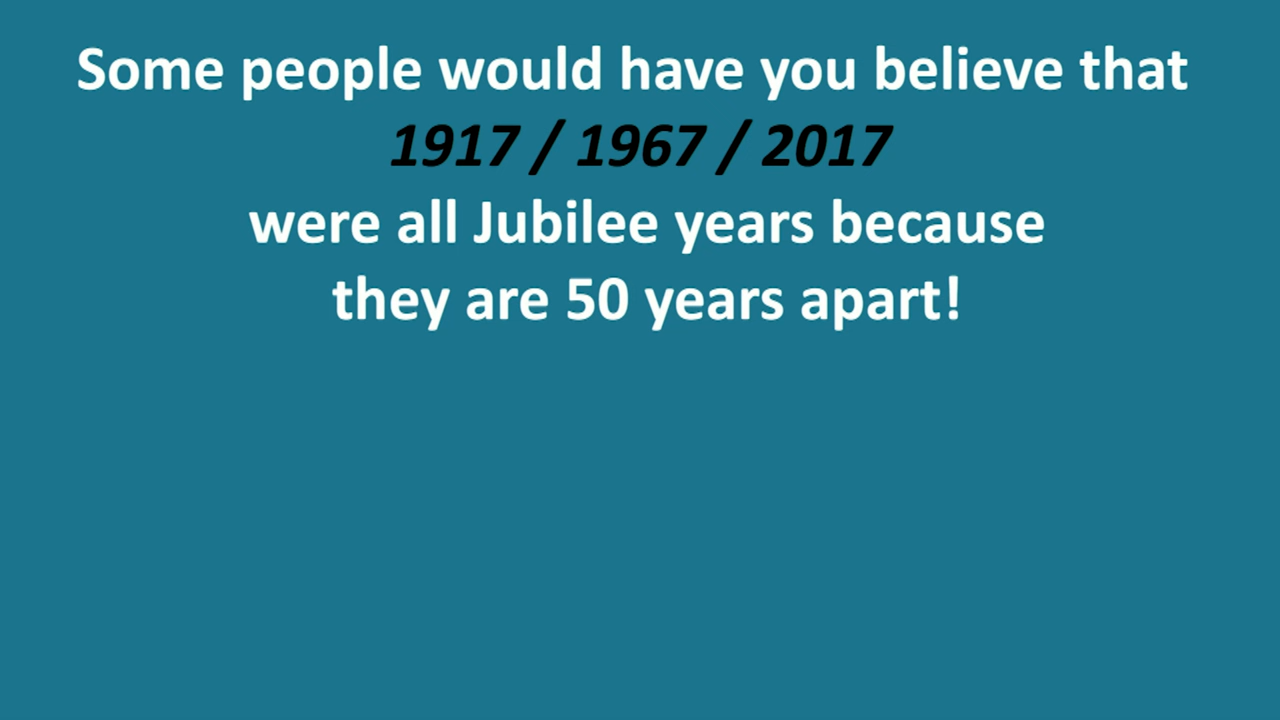 Some people would have you believe that
1917 / 1967 / 2017
were all Jubilee years because
they are 50 years apart!